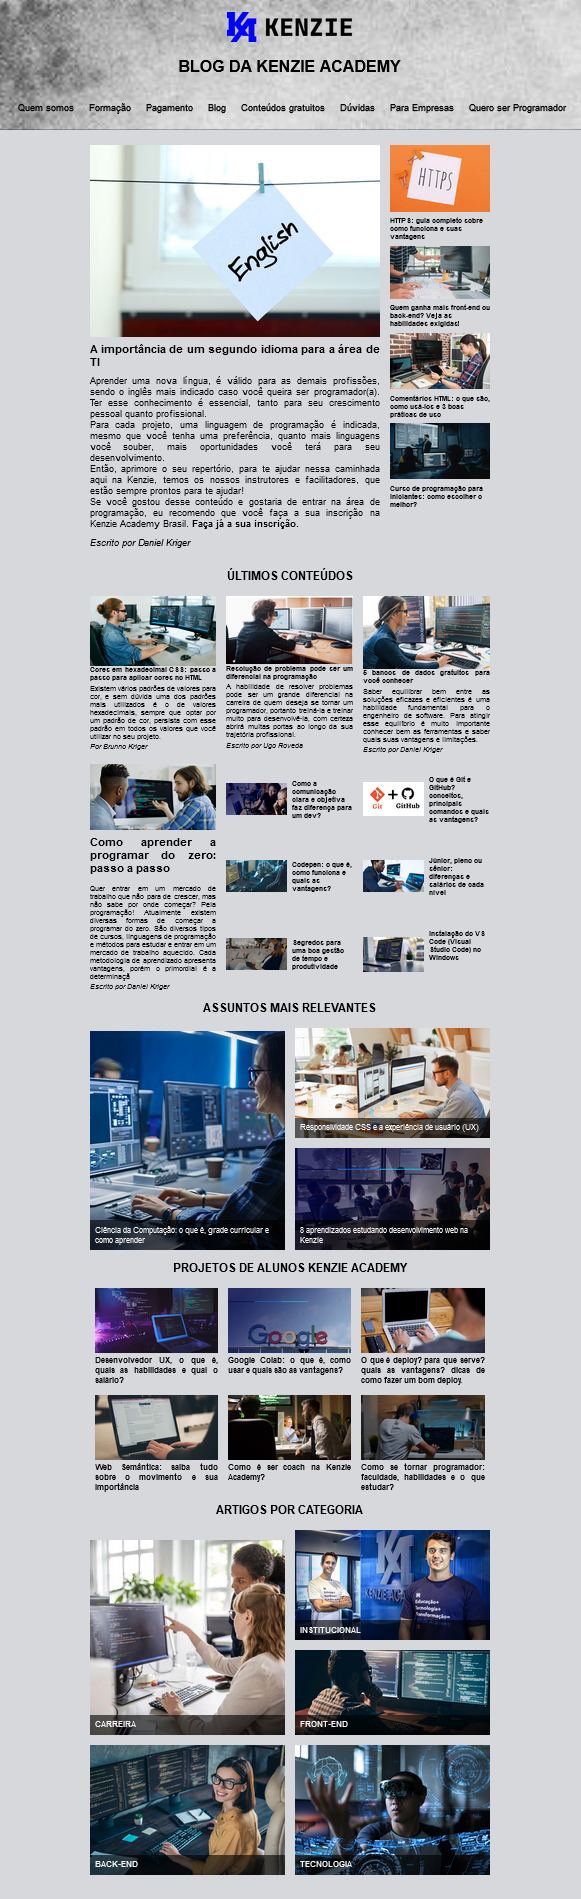 KENZIE
BLOG DA KENZIE ACADEMY
Quem somos Formação Pagamento Blog Conteúdos gratuitos Dúvidas Para Empresas Quero ser Programador
English
A importância de um segundo idioma para a área de
TI
Aprender uma nova língua, é válido para as demais profissões,
sendo o inglês mais indicado caso você queira ser programador(a).
Ter esse conhecimento é essencial, tanto para seu crescimento
pessoal quanto profissional.
Para cada projeto, uma linguagem de programação é indicada,
mesmo que você tenha uma preferência, quanto mais linguagens
você souber, mais oportunidades você terá para seu
desenvolvimento.
Então, aprimore o seu repertório, para te ajudar nessa caminhada
aqui na Kenzie, temos os nossos instrutores e facilitadores, que
estão sempre prontos para te ajudar!
Se você gostou desse conteúdo e gostaria de entrar na área de
programação, eu recomendo que você faça a sua inscrição na
Kenzie Academy Brasil. Faça já a sua inscrição.
Escrito por Daniel Kriger
HTTPS
HTTPS: guia completo sobre
como funciona e suas
vantagens
Quem ganha mais front-end ou
back-end? Veja as
habilidades exigidas!
Comentários HTML: o que são,
como usá-los e 3 boas
práticas de uso
Curso de programação para
iniciantes: como escolher o
melhor?
ÚLTIMOS CONTEÚDOS
Cores em hexadecimal CSS: passo a
passo para aplicar cores no HTML
Existem vários padrões de valores para
cor, e sem dúvida uma dos padrões
mais utilizados é o de valores
hexadecimais, sempre que optar por
um padrão de cor, persista com esse
padrão em todos os valores que você
utilizar no seu projeto.
Por Brunno Kriger
Resolução de problema pode ser um
diferencial na programação
A habilidade de resolver problemas
pode ser um grande diferencial na
carreira de quem deseja se tornar um
programador, portanto treiná-la e treinar
muito para desenvolvê-la, com certeza
abrirá muitas portas ao longo da sua
trajetória profissional.
Escrito por Ugo Roveda
5 bancos de dados gratuitos para
você conhecer
Saber equilibrar bem entre as
soluções eficazes e eficientes é uma
habilidade fundamental para o
engenheiro de software. Para atingir
esse equilíbrio é muito importante
conhecer bem as ferramentas e saber
quais suas vantagens e limitações.
Escrito por Daniel Kriger
Como aprender a
programar do zero:
passo a passo
Quer entrar em um mercado de
trabalho que não para de crescer, mas
não sabe por onde começar? Pela
programação! Atualmente existem
diversas formas de começar a
programar do zero. São diversos tipos
de cursos, linguagens de programação
e métodos para estudar e entrar em um
mercado de trabalho aquecido. Cada
metodologia de aprendizado apresenta
vantagens, porém o primordial é a
determinaçã
Escrito por Daniel Kriger
Como a
comunicação
clara e objetiva
faz diferença para
um dev?
Codepen: o que é,
como funciona e
quais as
vantagens?
Segredos para
uma boa gestão
de tempo e
produtividade
Git + GitHub
O que é Git e
GitHub?
conceitos,
principais
comandos e quais
as vantagens?
Júnior, pleno ou
sênior:
diferenças e
salários de cada
nível
Instalação do VS
Code (Visual
Studio Code) no
Windows
ASSUNTOS MAIS RELEVANTES
Ciência da Computação: o que é, grade curricular e
como aprender
Responsividade CSS e a experiência de usuário (UX)
8 aprendizados estudando desenvolvimento web na
Kenzie
PROJETOS DE ALUNOS KENZIE ACADEMY
Google
Desenvolvedor UX, o que é,
quais as habilidades e qual o
salário?
Google Colab: o que é, como
usar e quais são as vantagens?
O que é deploy? para que serve?
quais as vantagens? dicas de
como fazer um bom deploy.
Web Semântica: saiba tudo
sobre o movimento e sua
importância
Como é ser coach na Kenzie
Academy?
Como se tornar programador:
faculdade, habilidades e o que
estudar?
ARTIGOS POR CATEGORIA
CARREIRA
Educação+
Tecnologia+
Transformação=
INSTITUCIONAL
FRONT-END
BACK-END
TECNOLOGIA